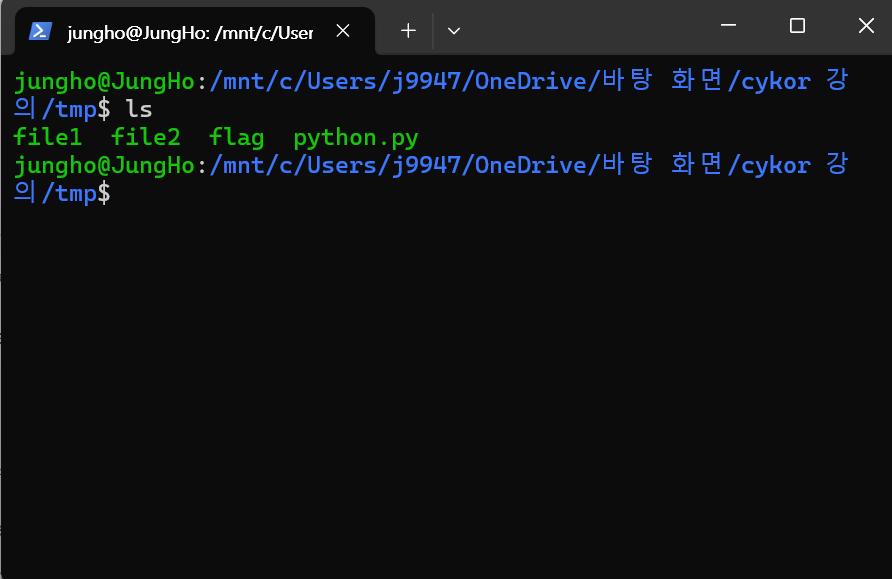 jungho@JungHo: /mnt/c/User
jungho@JungHo:/mnt/c/Users/j9947/OneDrive/바탕 화면/cykor 강
의/tmp$ ls
file1  file2  flag  python.py
jungho@JungHo:/mnt/c/Users/j9947/OneDrive/바탕 화면/cykor 강
의/tmp$